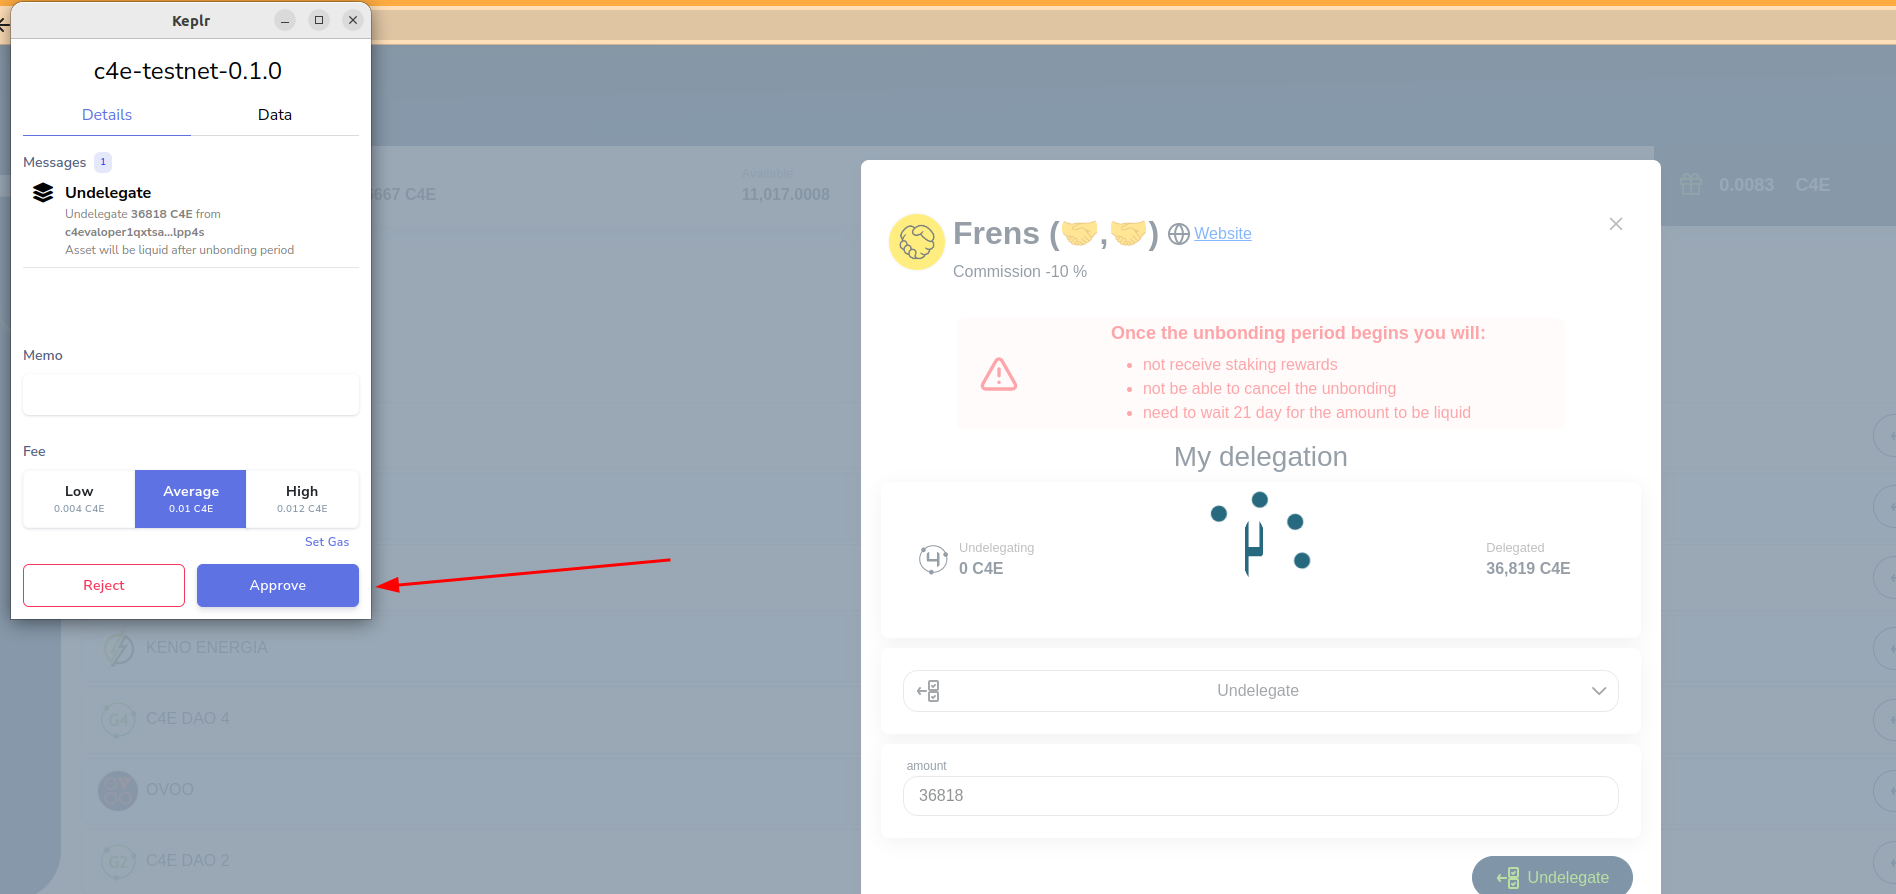 Keplr
c4e-testnet-0.1.0
Details
Data
Messages 1
Undelegate
Undelegate 36818 C4E from
c4evaloper1qxtsa...lpp4s
Asset will be liquid after unbonding period
Memo
Fee
Low
0.004 C4E
Average
0.01 C4E
High
0.012 C4E
Set Gas
Reject
Approve
667 C4E
Available
11,017.0008
0.0083 C4E
KENO ENERGIA
G4 C4E DAO 4
OVOO
G2 C4E DAO 2
Frens (🤝,🤝) Website
Commission -10 %
Once the unbonding period begins you will:
• not receive staking rewards
• not be able to cancel the unbonding
• need to wait 21 day for the amount to be liquid
My delegation
Undelegating
0 C4E
Delegated
36,819 C4E
Undelegate
amount
36818
Undelegate